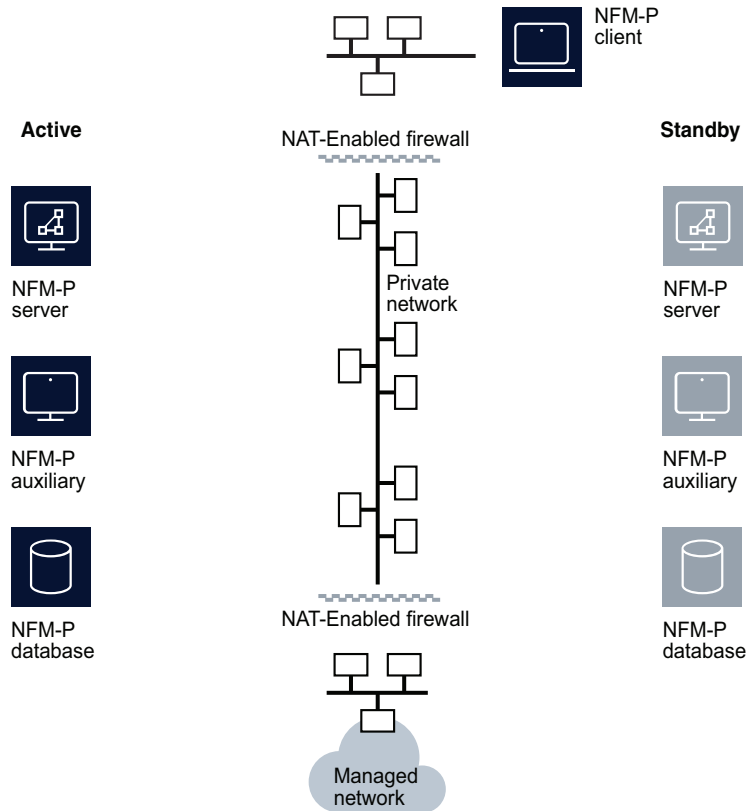 NFM-P
client
Active
Standby
NAT-Enabled firewall
NFM-P
server
Private
network
NFM-P
server
NFM-P
auxiliary
NFM-P
auxiliary
NFM-P
database
NAT-Enabled firewall
NFM-P
database
Managed
network